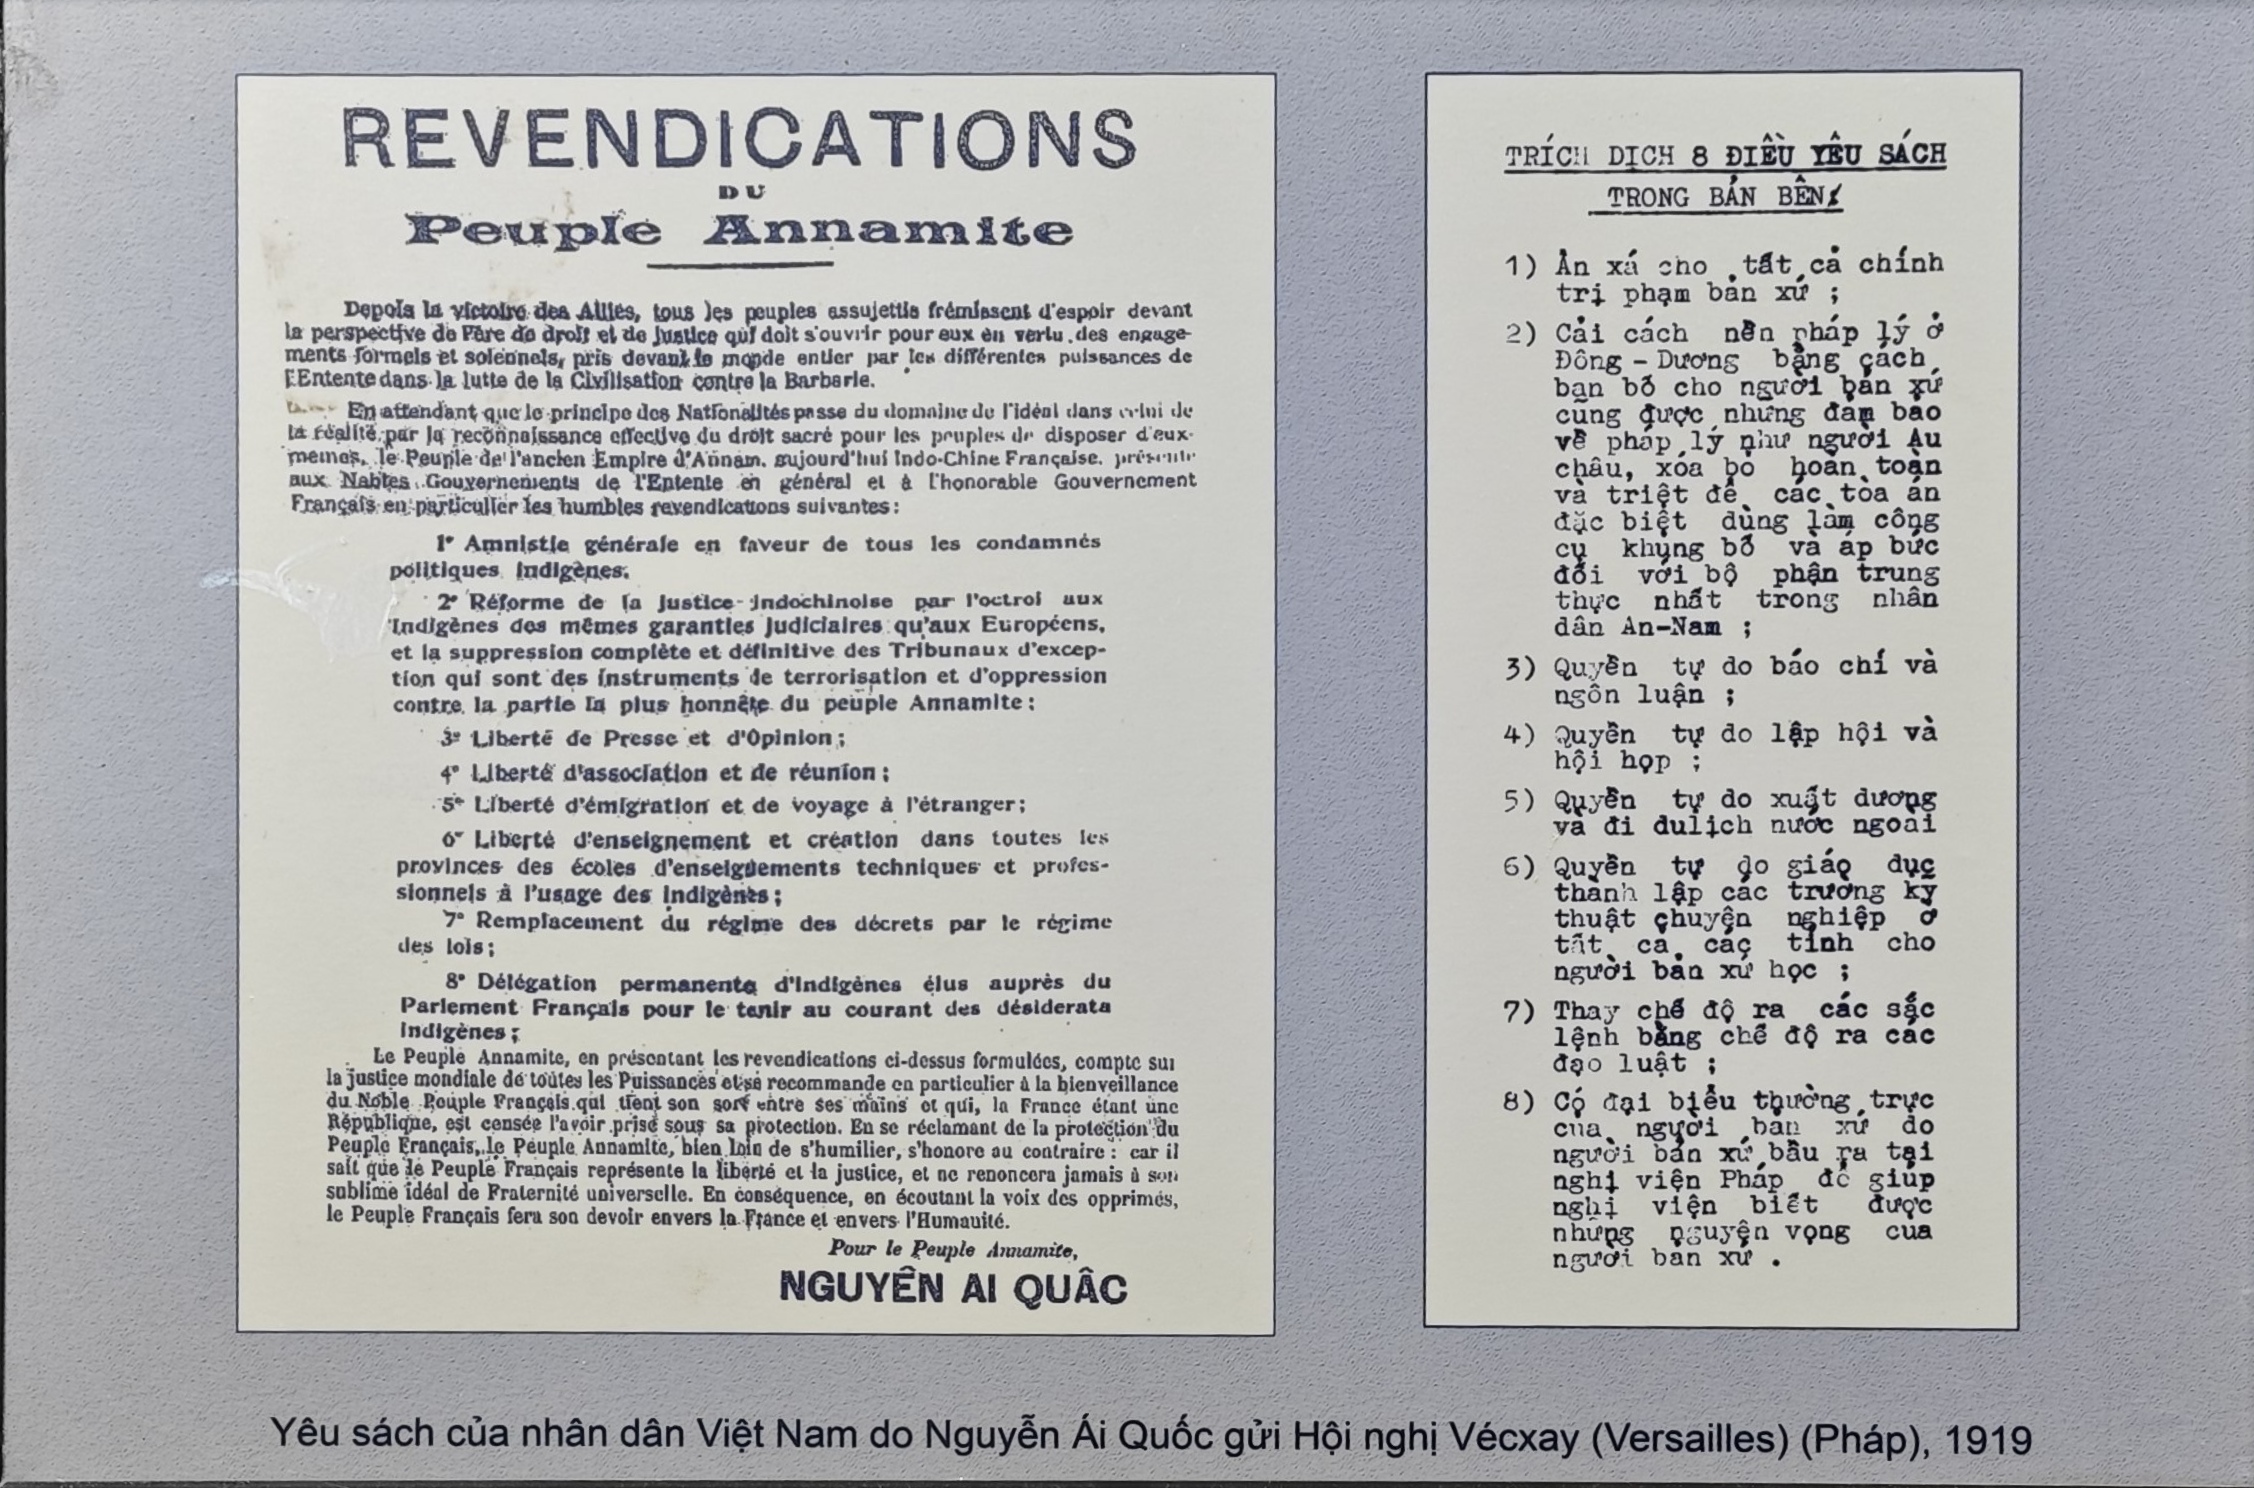 REVENDICATIONS
DU
Peuple Annamite
Depuis la victoire des Alliés, tous les peuples assujettis frémissent d'espoir devant
la perspective de l'ère de droit et de justice qui doit s'ouvrir pour eux en vertu des engage-
ments formels et solennels, pris devant le monde entier par les différentes puissances de
l'Entente dans la lutte de la Civilisation contre la Barbarie.
En attendant que le principe des Nationalités passe du domaine de l'idéal dans celui de
la réalité par la reconnaissance effective du droit sacré pour les peuples de disposer d'eux-
mêmes, le Peuple de l'ancien Empire d'Annam, aujourd'hui Indo-Chine Française, présente
aux Nobles Gouvernements de l'Entente en général et à l'honorable Gouvernement
Français en particulier les humbles revendications suivantes :
1° Amnistie générale en faveur de tous les condamnés
politiques indigènes.
2° Réforme de la justice indochinoise par l'octroi aux
Indigènes des mêmes garanties judiciaires qu'aux Européens,
et la suppression complète et définitive des Tribunaux d'excep-
tion qui sont des instruments de terrorisation et d'oppression
contre la partie la plus honnête du peuple Annamite ;
3° Liberté de Presse et d'Opinion ;
4° Liberté d'association et de réunion ;
5° Liberté d'émigration et de voyage à l'étranger ;
6° Liberté d'enseignement et création dans toutes les
provinces des écoles d'enseignements techniques et profes-
sionnels à l'usage des indigènes ;
7° Remplacement du régime des décrets par le régime
des lois ;
8° Délégation permanente d'indigènes élus auprès du
Parlement Français pour le tenir au courant des désiderata
indigènes ;
Le Peuple Annamite, en présentant les revendications ci-dessus formulées, compte sur
la justice mondiale de toutes les Puissances et se recommande en particulier à la bienveillance
du Noble Peuple Français qui tient son sort entre ses mains et qui, la France étant une
République, est censée l'avoir pris sous sa protection. En se réclamant de la protection du
Peuple Français, le Peuple Annamite, bien loin de s'humilier, s'honore au contraire : car il
sait que le Peuple Français représente la liberté et la justice, et ne renoncera jamais à son
sublime idéal de Fraternité universelle. En conséquence, en écoutant la voix des opprimés,
le Peuple Français fera son devoir envers la France et envers l'Humanité.
Pour le Peuple Annamite,
NGUYÊN AI QUÂC
TRÍCH DỊCH 8 ĐIỀU YÊU SÁCH
TRONG BẢN BÊN:
1) Ân xá cho tất cả chính
trị phạm bản xứ ;
2) Cải cách nền pháp lý ở
Đông - Dương bằng cách
ban bố cho người bản xứ
cũng được những đảm bảo
về pháp lý như người Âu
châu, xóa bỏ hoàn toàn
và triệt để các tòa án
đặc biệt dùng làm công
cụ khủng bố và áp bức
đối với bộ phận trung
thực nhất trong nhân
dân An-Nam ;
3) Quyền tự do báo chí và
ngôn luận ;
4) Quyền tự do lập hội và
hội họp ;
5) Quyền tự do xuất dương
và đi dulịch nước ngoài
6) Quyền tự do giáo dục
thành lập các trường kỹ
thuật chuyên nghiệp ở
tất cả các tỉnh cho
người bản xứ học ;
7) Thay chế độ ra các sắc
lệnh bằng chế độ ra các
đạo luật ;
8) Có đại biểu thường trực
của người bản xứ do
người bản xứ bầu ra tại
nghị viện Pháp để giúp
nghị viện biết được
những nguyện vọng của
người bản xứ .
Yêu sách của nhân dân Việt Nam do Nguyễn Ái Quốc gửi Hội nghị Vécxay (Versailles) (Pháp), 1919